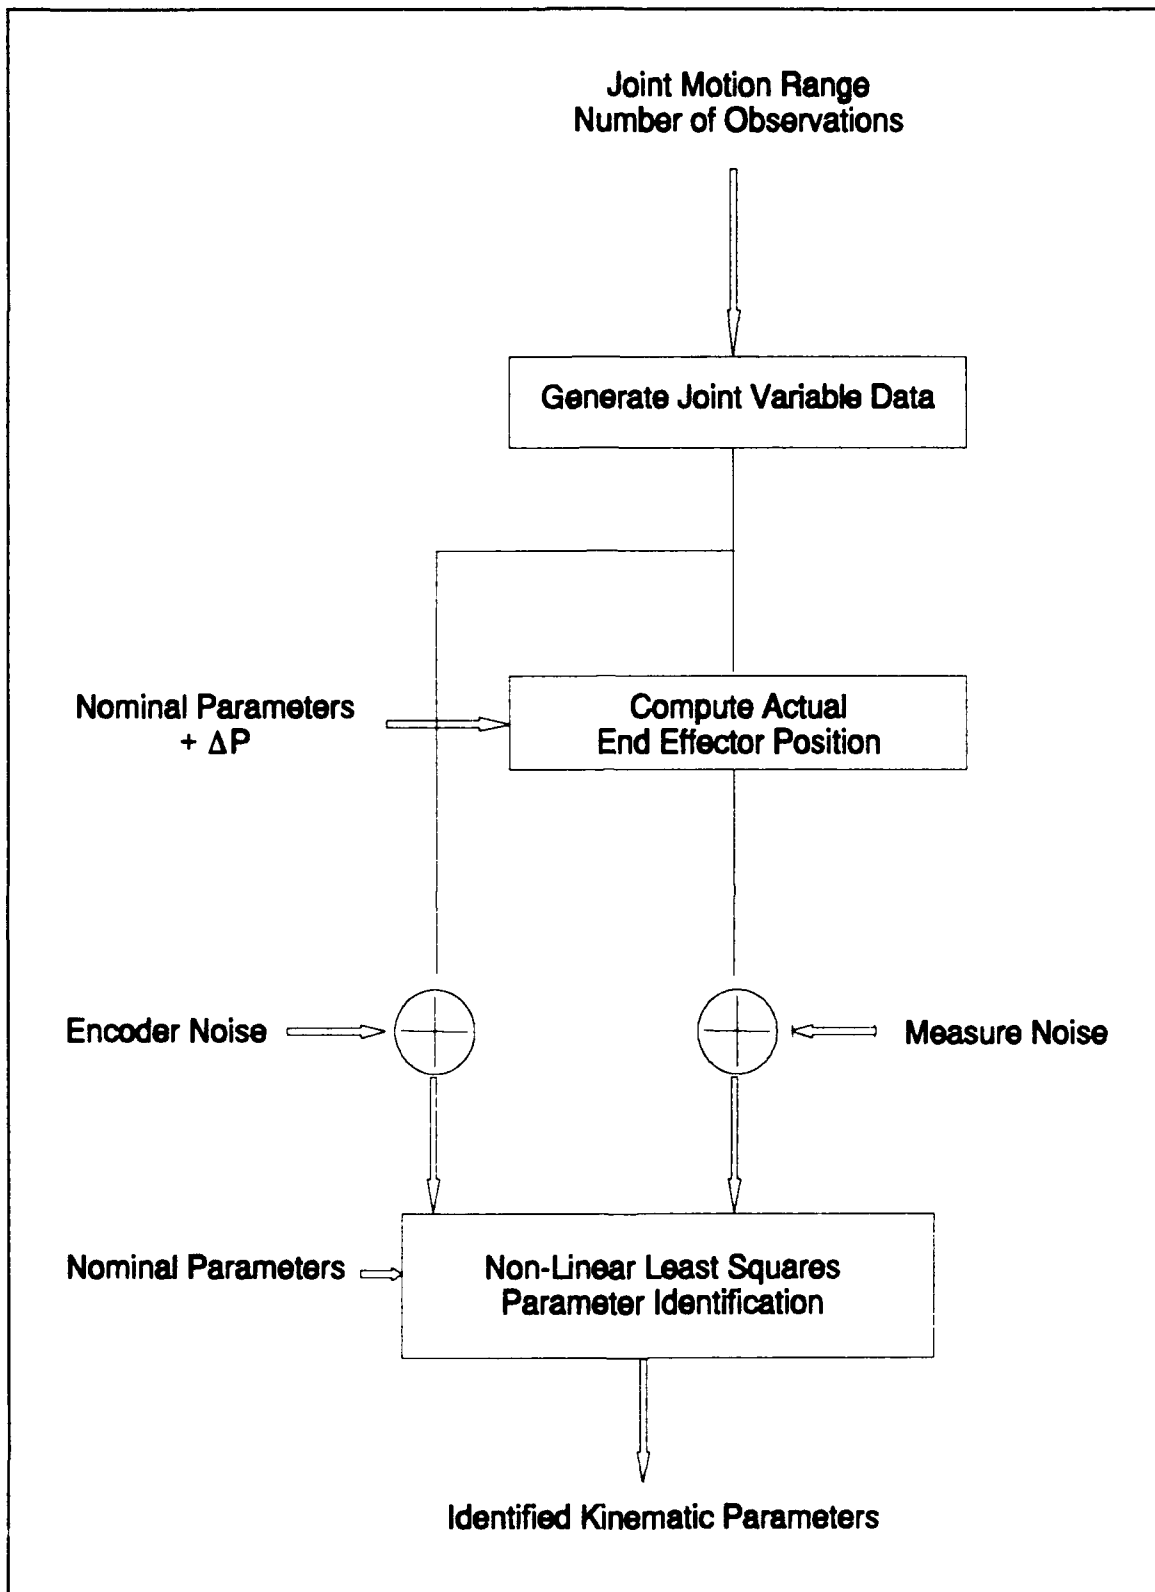 Joint Motion Range
Number of Observations
Generate Joint Variable Data
Nominal Parameters
+ ΔP
Compute Actual
End Effector Position
Encoder Noise
Measure Noise
Nominal Parameters
Non-Linear Least Squares
Parameter Identification
Identified Kinematic Parameters